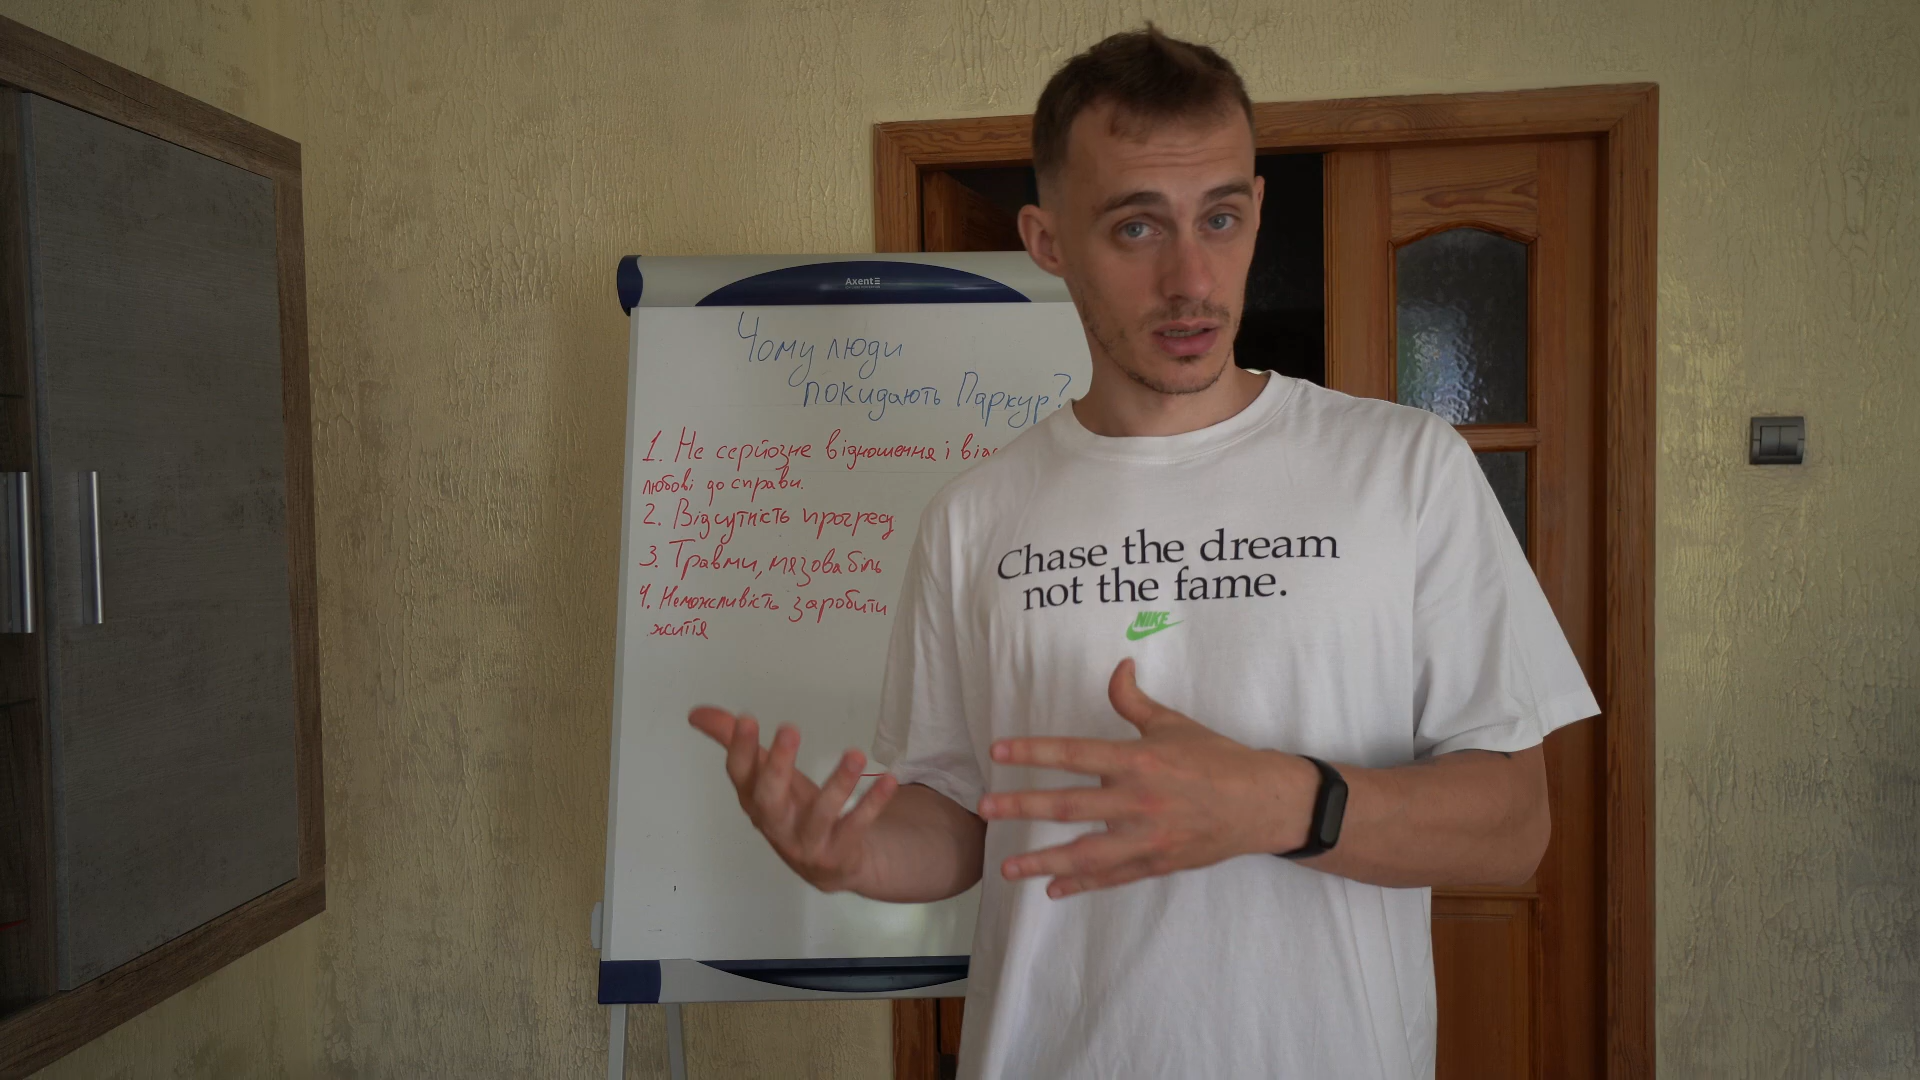 Axent
Чому люди
покидають Паркур?
1. Не серйозне відношення і
любові до справи.
2. Відсутність прогресу
3. Травми, мязова біль
4. Неможливість заробити
життя
Chase the dream
not the fame.
NIKE